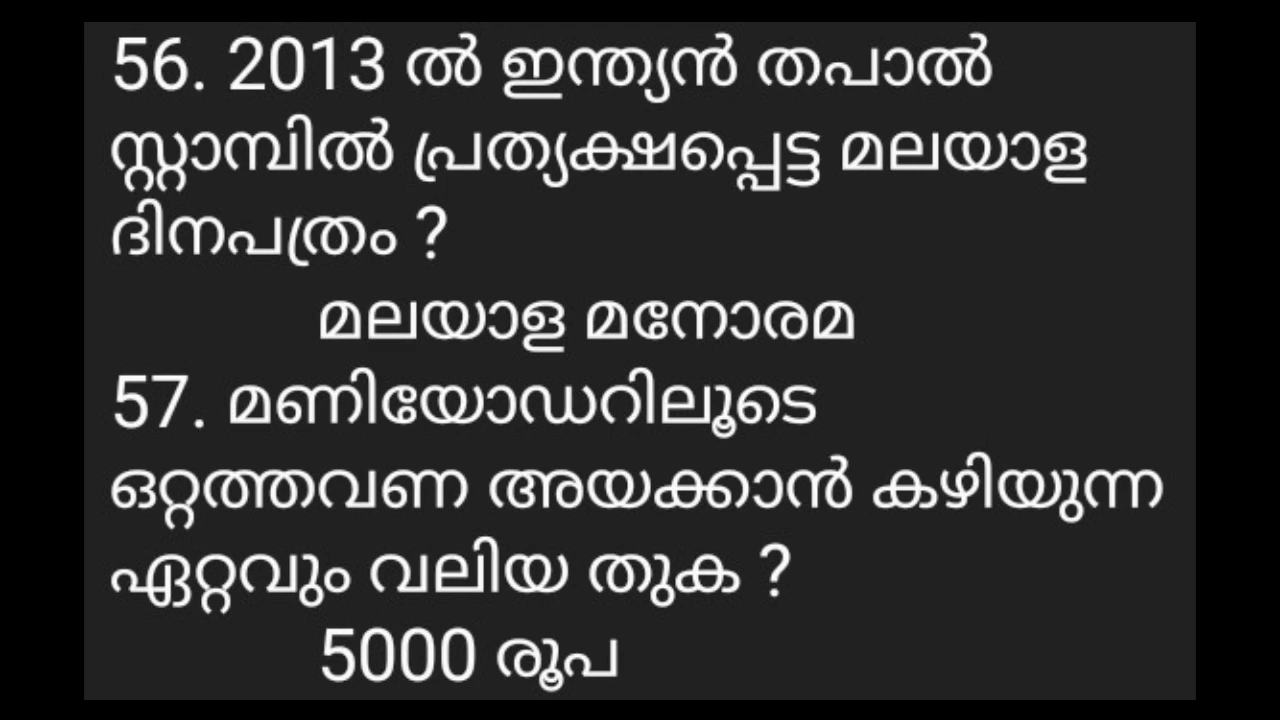 56. 2013 ൽ ഇന്ത്യൻ തപാൽ
സ്റ്റാമ്പിൽ പ്രത്യക്ഷപ്പെട്ട മലയാള
ദിനപത്രം ?
മലയാള മനോരമ
57. മണിയോഡറിലൂടെ
ഒറ്റത്തവണ അയക്കാൻ കഴിയുന്ന
ഏറ്റവും വലിയ തുക ?
5000 രൂപ